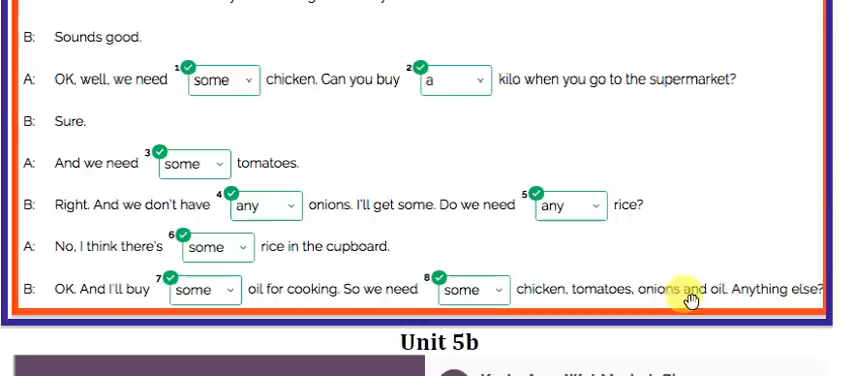 B: Sounds good.
A: OK, well, we need 1 some chicken. Can you buy 2 a kilo when you go to the supermarket?
B: Sure.
A: And we need 3 some tomatoes.
B: Right. And we don't have 4 any onions. I'll get some. Do we need 5 any rice?
A: No, I think there's 6 some rice in the cupboard.
B: OK. And I'll buy 7 some oil for cooking. So we need 8 some chicken, tomatoes, onions and oil. Anything else?
Unit 5b